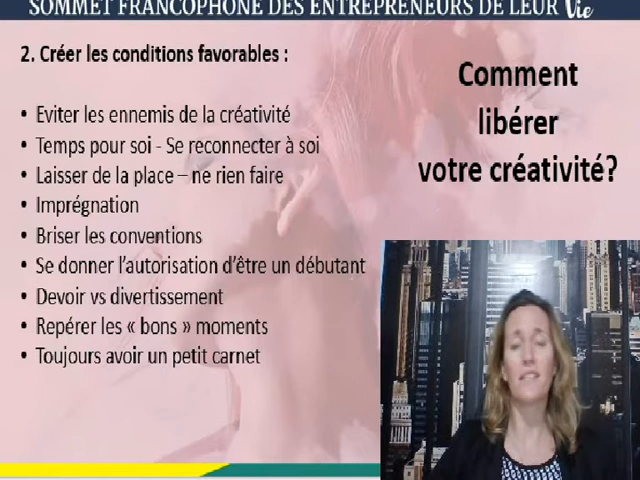 SOMMET FRANCOPHONE DES ENTREPRENEURS DE LEUR Vie
2. Créer les conditions favorables :
• Eviter les ennemis de la créativité
• Temps pour soi - Se reconnecter à soi
• Laisser de la place – ne rien faire
• Imprégnation
• Briser les conventions
• Se donner l'autorisation d'être un débutant
• Devoir vs divertissement
• Repérer les « bons » moments
• Toujours avoir un petit carnet
Comment
libérer
votre créativité?